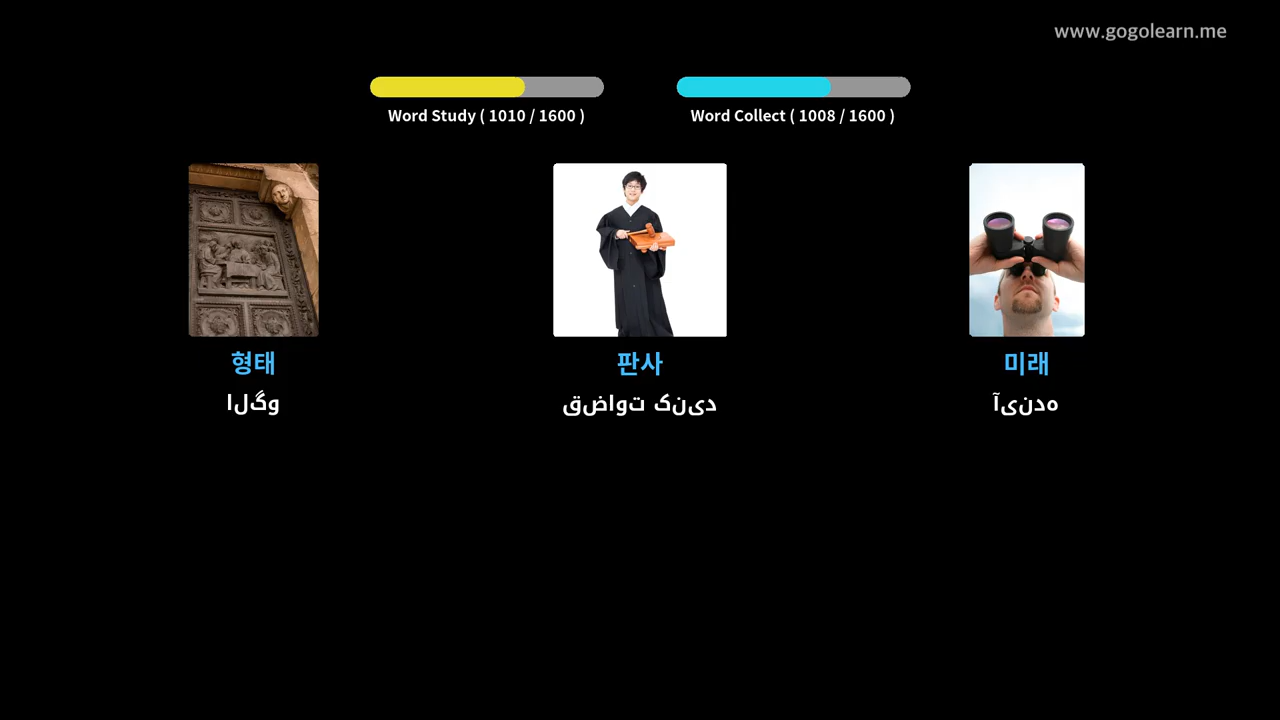 www.gogolearn.me
Word Study ( 1010 / 1600 )
Word Collect ( 1008 / 1600 )
형태
الگو
판사
قضاوت کنید
미래
آینده